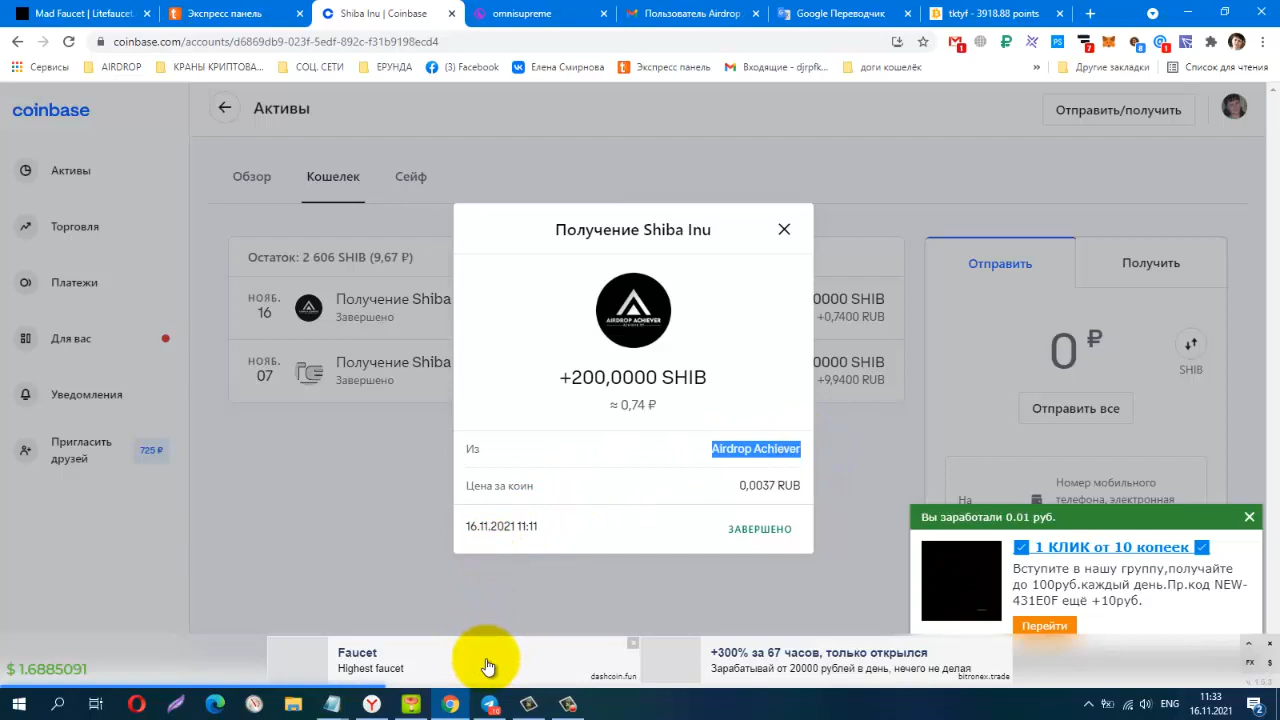 Mad Faucet | Litefaucet
Экспресс панель
Shiba Inu | Coinbase
omnisupreme
Пользователь Airdrop
Google Переводчик
tktyf - 3918.88 points
coinbase.com/accounts/d6869db9-023f-5edf-892c-f31b9198ecd4
Сервисы
AIRDROP
КРАНЫ КРИПТОВА...
СОЦ. СЕТИ
ЕРУНДА
(3) Facebook
Елена Смирнова
Экспресс панель
Входящие - djrpfk...
доги кошелёк
»
Другие закладки
Список для чтения
coinbase
Активы
Отправить/получить
Активы
Торговля
Платежи
Для вас
Уведомления
Пригласить
друзей
725 ₽
Обзор
Кошелек
Сейф
Остаток: 2 606 SHIB (9,67 ₽)
НОЯБ.
16
Получение Shiba
Завершено
0000 SHIB
+0,7400 RUB
НОЯБ.
07
Получение Shiba
Завершено
0000 SHIB
+9,9400 RUB
Получение Shiba Inu
AIRDROP ACHIEVER
+200,0000 SHIB
≈ 0,74 ₽
Из
Airdrop Achiever
Цена за коин
0,0037 RUB
16.11.2021 11:11
ЗАВЕРШЕНО
Отправить
Получить
0 ₽
SHIB
Отправить все
На
Номер мобильного
телефона, электронная
Вы заработали 0.01 руб.
1 КЛИК от 10 копеек
Вступите в нашу группу,получайте
до 100руб.каждый день.Пр.код NEW-
431E0F ещё +10руб.
Перейти
$ 1.6885091
Faucet
Highest faucet
dashcoin.fun
+300% за 67 часов, только открылся
Зарабатывай от 20000 рублей в день, нечего не делая
bitronex.trade
FX
$
ч. 1.5.3
ENG
11:33
16.11.2021